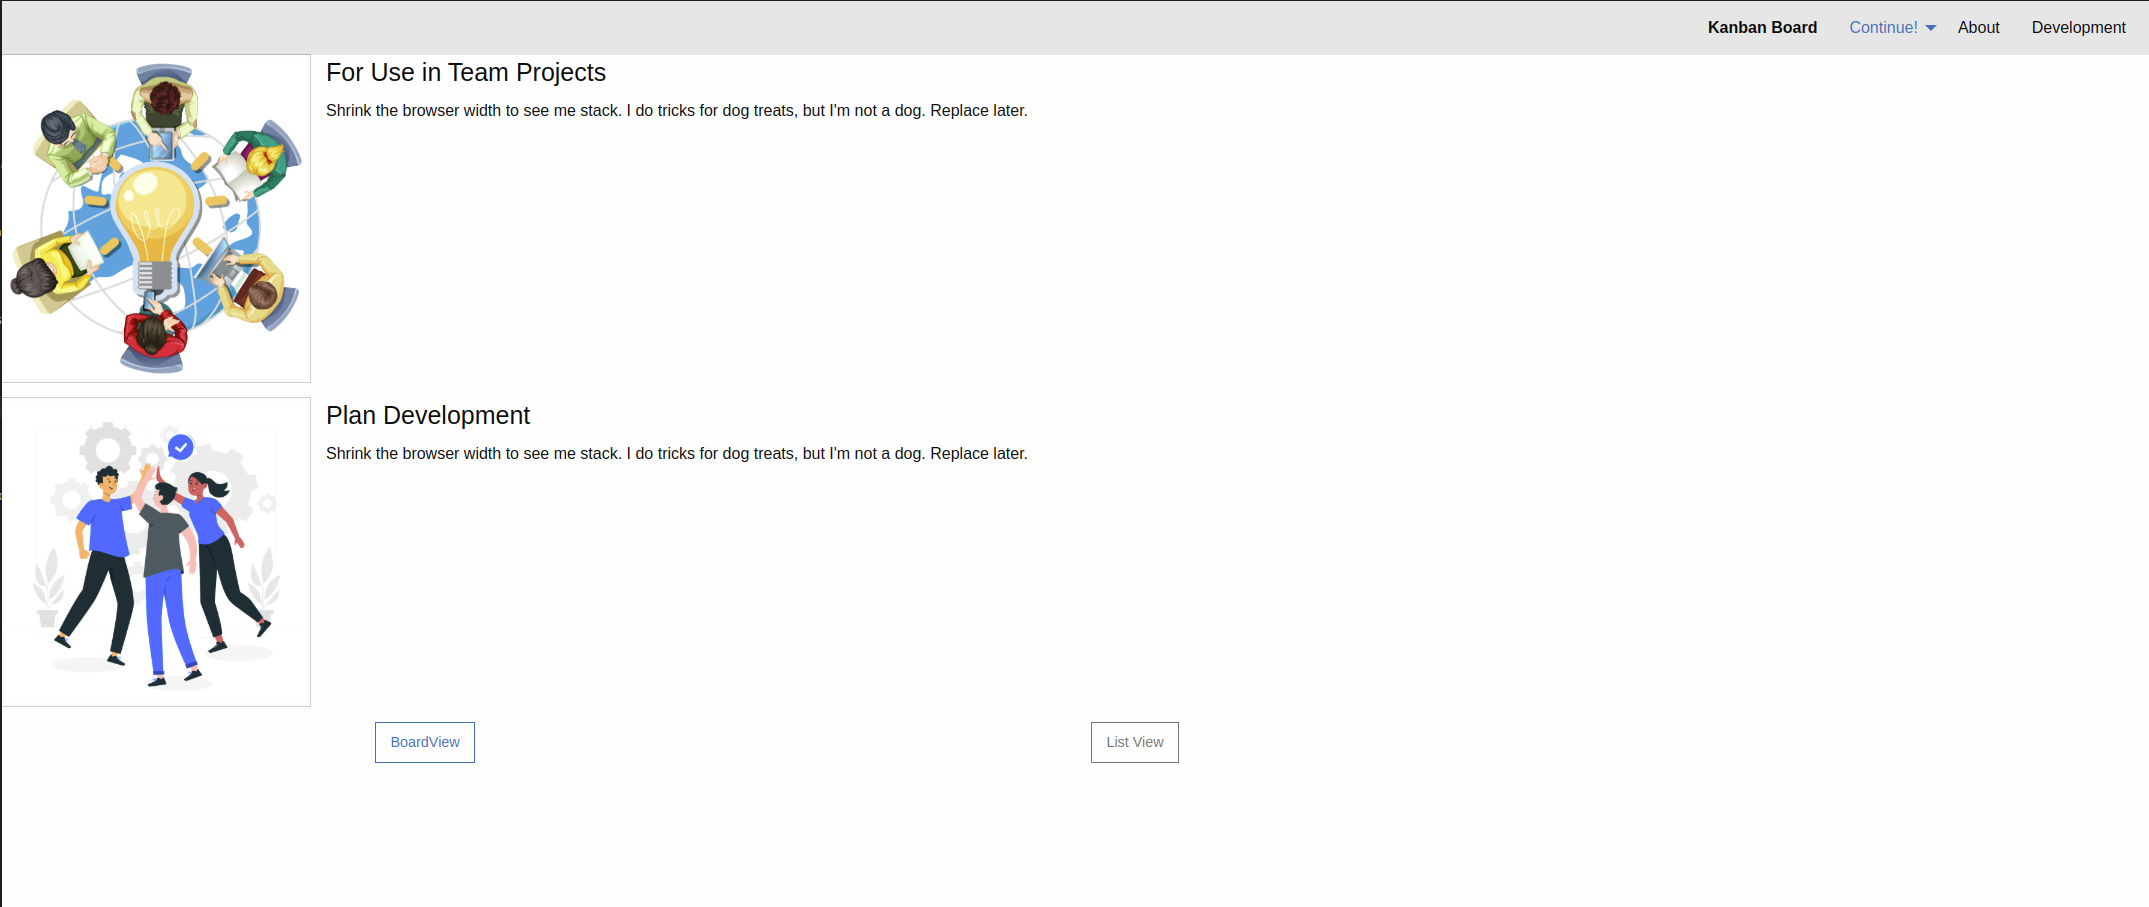 Kanban Board Continue! About Development
For Use in Team Projects
Shrink the browser width to see me stack. I do tricks for dog treats, but I'm not a dog. Replace later.
Plan Development
Shrink the browser width to see me stack. I do tricks for dog treats, but I'm not a dog. Replace later.
BoardView List View